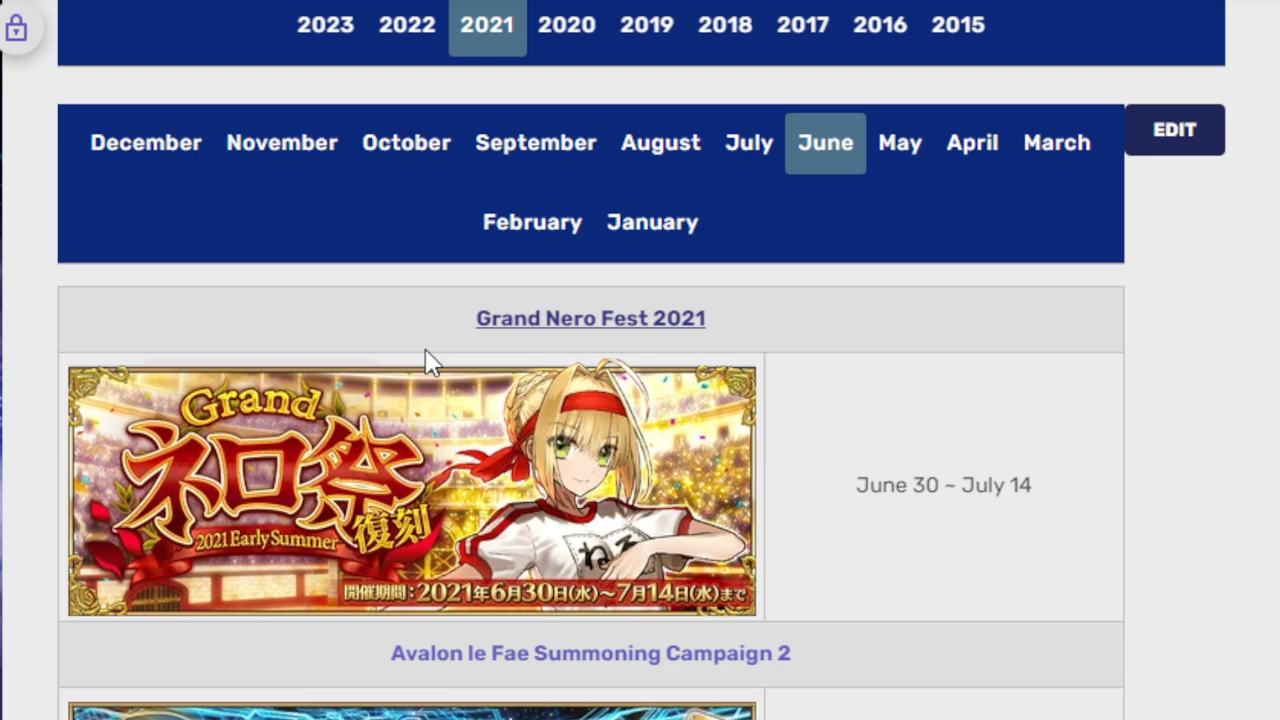 2023 2022 2021 2020 2019 2018 2017 2016 2015
December November October September August July June May April March
EDIT
February January
Grand Nero Fest 2021
Grand
ネロ祭
2021 Early Summer 復刻
ねろ
開催期間:2021年6月30日(水)～7月14日(水)まで
June 30 ~ July 14
Avalon le Fae Summoning Campaign 2